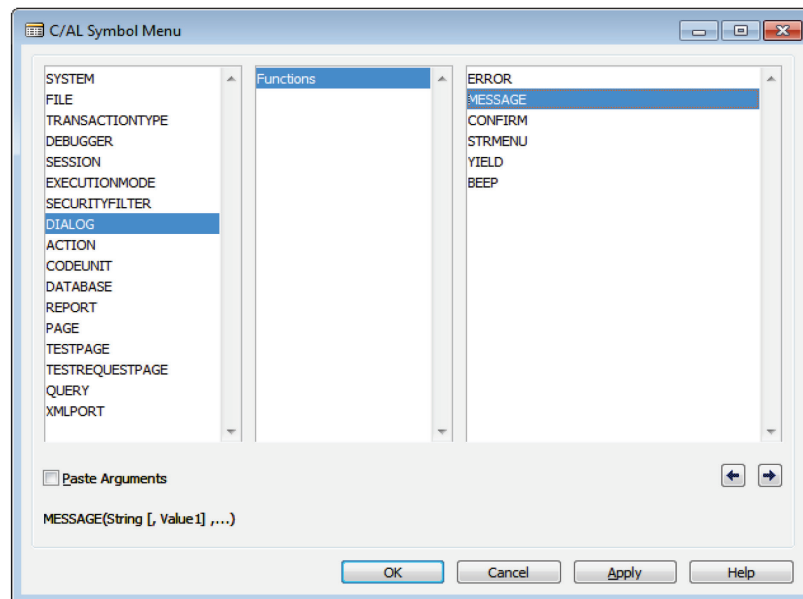 C/AL Symbol Menu
SYSTEM
FILE
TRANSACTIONTYPE
DEBUGGER
SESSION
EXECUTIONMODE
SECURITYFILTER
DIALOG
ACTION
CODEUNIT
DATABASE
REPORT
PAGE
TESTPAGE
TESTREQUESTPAGE
QUERY
XMLPORT
Functions
ERROR
MESSAGE
CONFIRM
STRMENU
YIELD
BEEP
Paste Arguments
MESSAGE(String [, Value1] ,...)
OK Cancel Apply Help